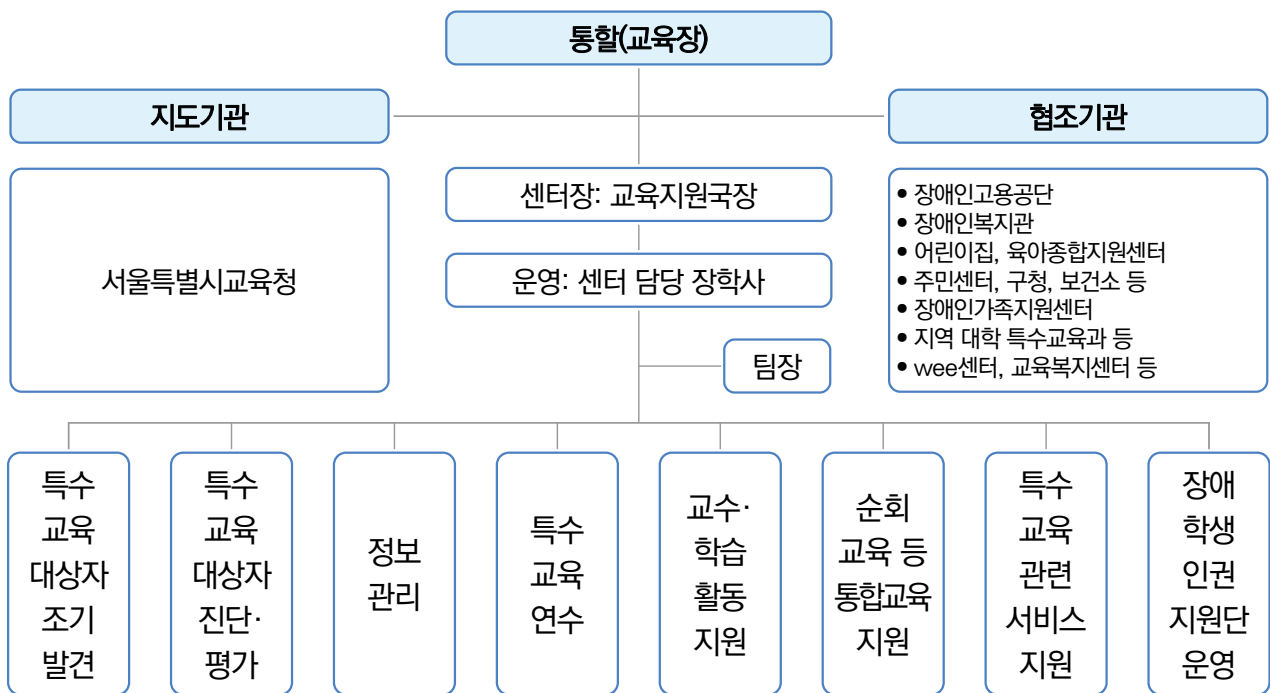 통할(교육장)
지도기관
협조기관
서울특별시교육청
센터장: 교육지원국장
운영: 센터 담당 장학사
팀장
• 장애인고용공단
• 장애인복지관
• 어린이집, 육아종합지원센터
• 주민센터, 구청, 보건소 등
• 장애인가족지원센터
• 지역 대학 특수교육과 등
• wee센터, 교육복지센터 등
특수
교육
대상자
조기
발견
특수
교육
대상자
진단·
평가
정보
관리
특수
교육
연수
교수·
학습
활동
지원
순회
교육 등
통합교육
지원
특수
교육
관련
서비스
지원
장애
학생
인권
지원단
운영